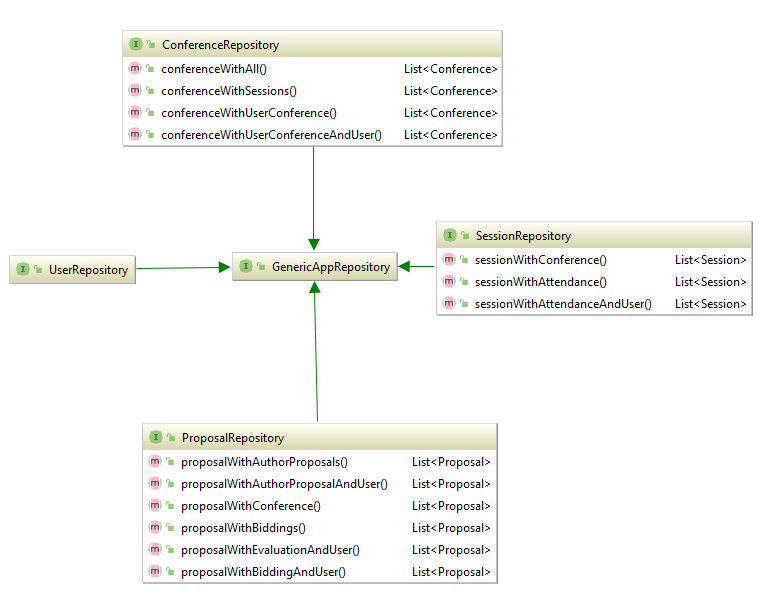 ConferenceRepository
conferenceWithAll() List<Conference>
conferenceWithSessions() List<Conference>
conferenceWithUserConference() List<Conference>
conferenceWithUserConferenceAndUser() List<Conference>
UserRepository
GenericAppRepository
SessionRepository
sessionWithConference() List<Session>
sessionWithAttendance() List<Session>
sessionWithAttendanceAndUser() List<Session>
ProposalRepository
proposalWithAuthorProposals() List<Proposal>
proposalWithAuthorProposalAndUser() List<Proposal>
proposalWithConference() List<Proposal>
proposalWithBiddings() List<Proposal>
proposalWithEvaluationAndUser() List<Proposal>
proposalWithBiddingAndUser() List<Proposal>